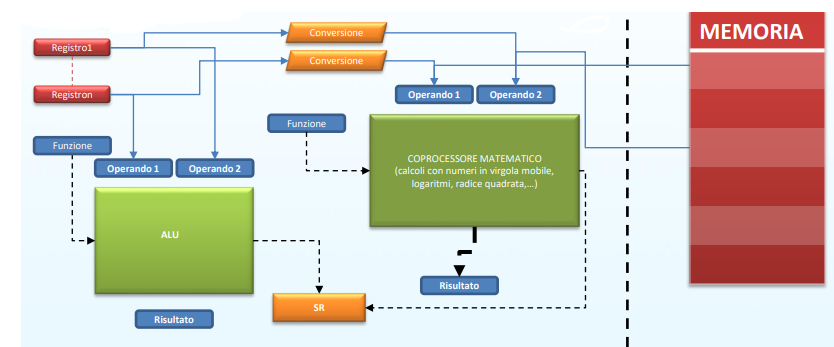 Conversione
MEMORIA
Registro1
Conversione
Registron
Operando 1
Operando 2
Funzione
Funzione
Operando 1
Operando 2
COPROCESSORE MATEMATICO
(calcoli con numeri in virgola mobile,
logaritmi, radice quadrata,...)
ALU
Risultato
SR
Risultato